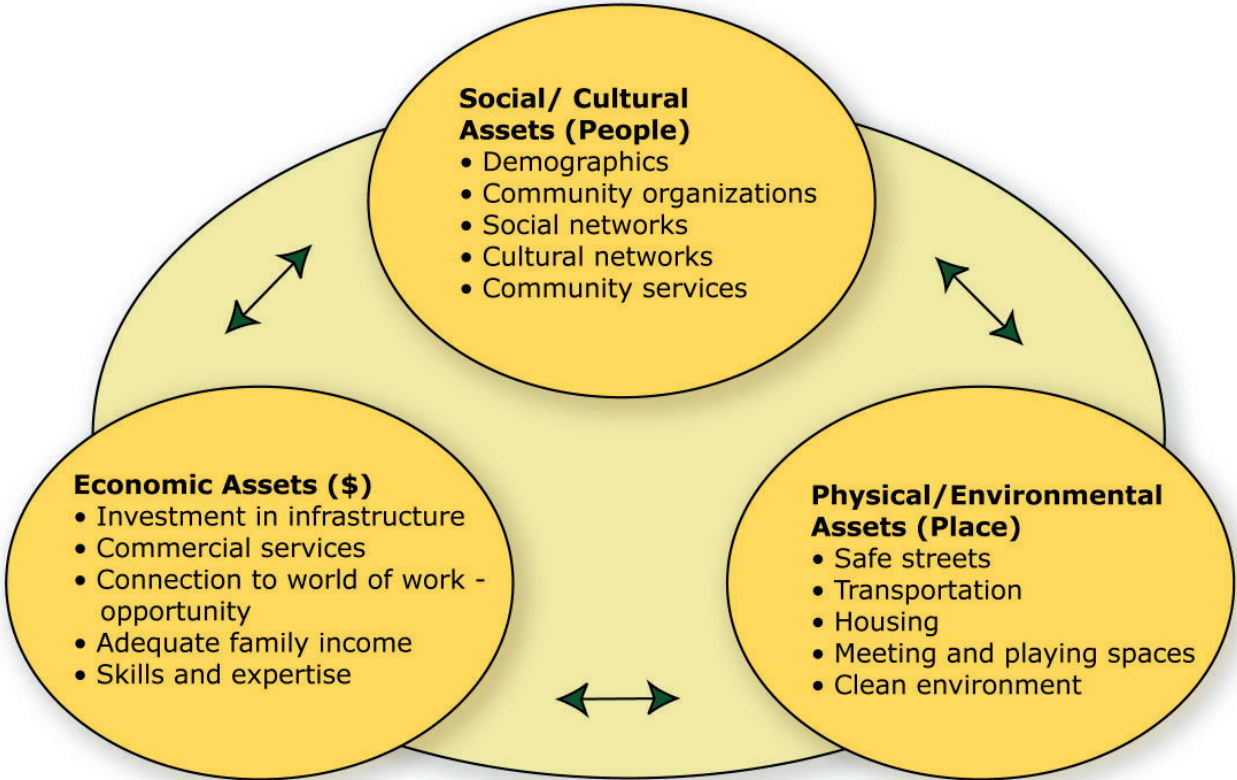 Social/ Cultural
Assets (People)
• Demographics
• Community organizations
• Social networks
• Cultural networks
• Community services
Economic Assets ($)
• Investment in infrastructure
• Commercial services
• Connection to world of work -
opportunity
• Adequate family income
• Skills and expertise
Physical/Environmental
Assets (Place)
• Safe streets
• Transportation
• Housing
• Meeting and playing spaces
• Clean environment